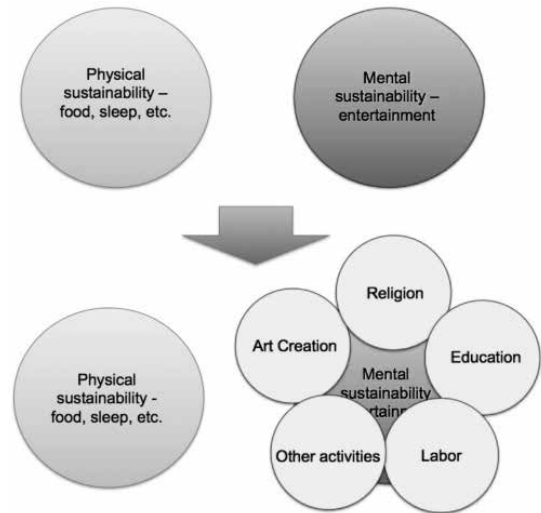 Physical
sustainability –
food, sleep, etc.
Mental
sustainability –
entertainment
Religion
Art Creation
Education
Physical
sustainability -
food, sleep, etc.
Mental
sustainability
rtainm
Other activities
Labor